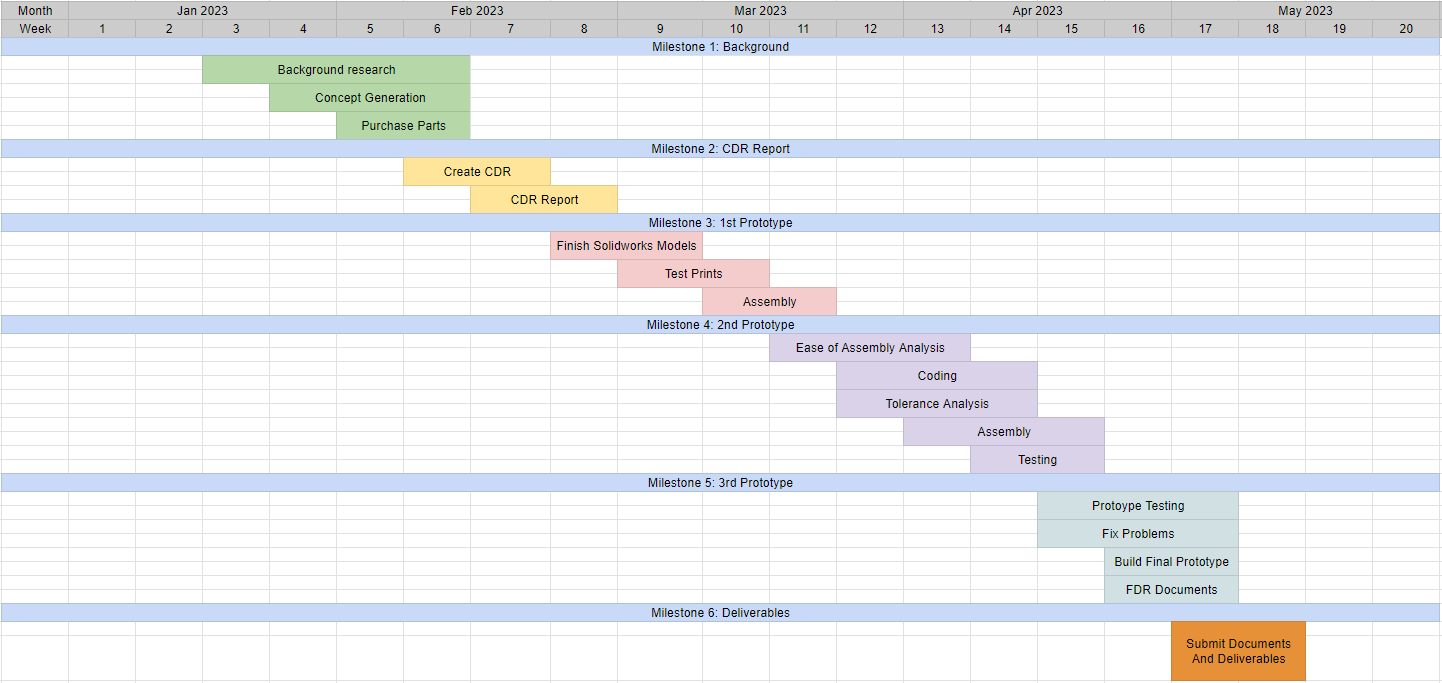 Month Jan 2023 Feb 2023 Mar 2023 Apr 2023 May 2023
Week 1 2 3 4 5 6 7 8 9 10 11 12 13 14 15 16 17 18 19 20
Milestone 1: Background
Background research
Concept Generation
Purchase Parts
Milestone 2: CDR Report
Create CDR
CDR Report
Milestone 3: 1st Prototype
Finish Solidworks Models
Test Prints
Assembly
Milestone 4: 2nd Prototype
Ease of Assembly Analysis
Coding
Tolerance Analysis
Assembly
Testing
Milestone 5: 3rd Prototype
Protoype Testing
Fix Problems
Build Final Prototype
FDR Documents
Milestone 6: Deliverables
Submit Documents
And Deliverables